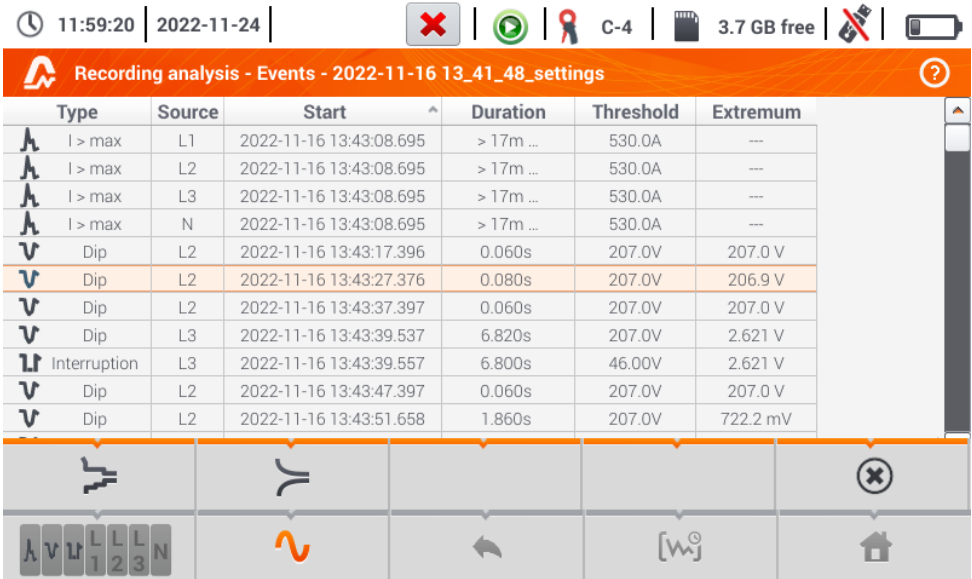 11:59:20 2022-11-24 C-4 3.7 GB free
Recording analysis - Events - 2022-11-16 13_41_48_settings ?
Type Source Start Duration Threshold Extremum
I > max L1 2022-11-16 13:43:08.695 > 17m ... 530.0A ---
I > max L2 2022-11-16 13:43:08.695 > 17m ... 530.0A ---
I > max L3 2022-11-16 13:43:08.695 > 17m ... 530.0A ---
I > max N 2022-11-16 13:43:08.695 > 17m ... 530.0A ---
Dip L2 2022-11-16 13:43:17.396 0.060s 207.0V 207.0 V
Dip L2 2022-11-16 13:43:27.376 0.080s 207.0V 206.9 V
Dip L2 2022-11-16 13:43:37.397 0.060s 207.0V 207.0 V
Dip L3 2022-11-16 13:43:39.537 6.820s 207.0V 2.621 V
Interruption L3 2022-11-16 13:43:39.557 6.800s 46.00V 2.621 V
Dip L2 2022-11-16 13:43:47.397 0.060s 207.0V 207.0 V
Dip L2 2022-11-16 13:43:51.658 1.860s 207.0V 722.2 mV
L1 L2 L3 N